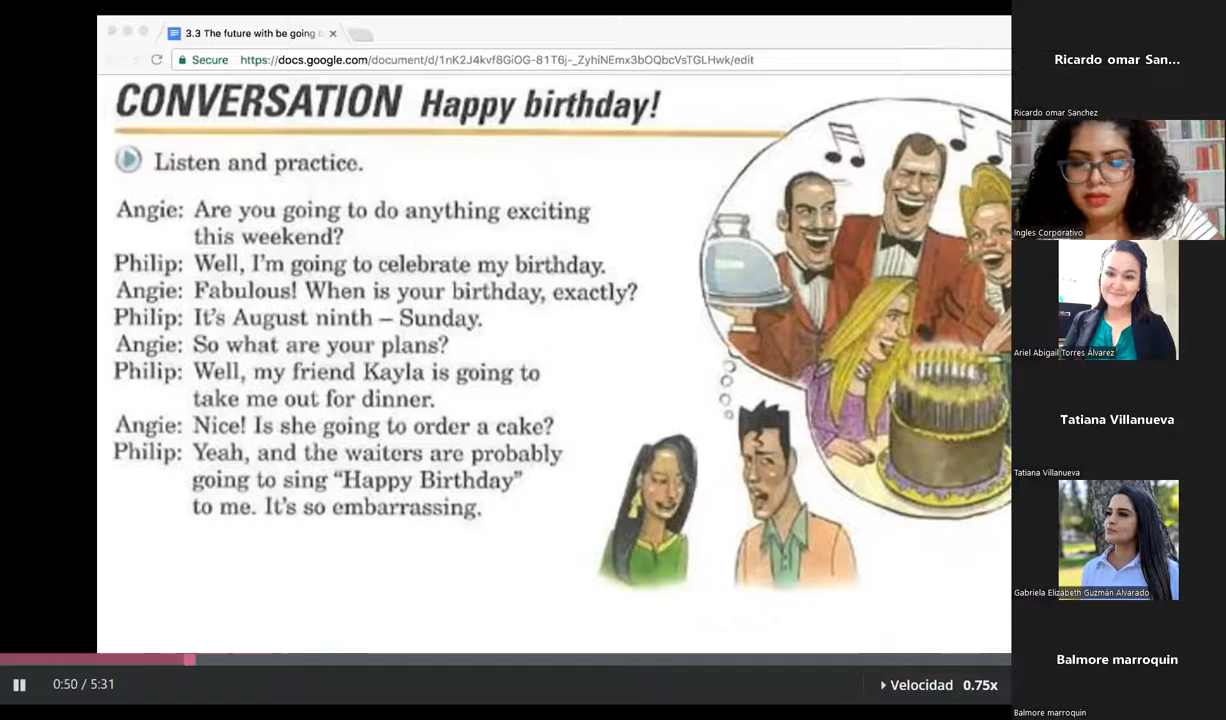 3.3 The future with be going t
Secure https://docs.google.com/document/d/1nK2J4kvf8GiOG-81T6j-_ZyhiNEmx3bOQbcVsTGLHwk/edit
CONVERSATION Happy birthday!
Listen and practice.
Angie: Are you going to do anything exciting
this weekend?
Philip: Well, I'm going to celebrate my birthday.
Angie: Fabulous! When is your birthday, exactly?
Philip: It's August ninth – Sunday.
Angie: So what are your plans?
Philip: Well, my friend Kayla is going to
take me out for dinner.
Angie: Nice! Is she going to order a cake?
Philip: Yeah, and the waiters are probably
going to sing "Happy Birthday"
to me. It's so embarrassing.
0:50 / 5:31
Velocidad 0.75x
Ricardo omar San...
Ricardo omar Sanchez
Ingles Corporativo
Ariel Abigail Torres Álvarez
Tatiana Villanueva
Tatiana Villanueva
Gabriela Elizabeth Guzmán Alvarado
Balmore marroquin
Balmore marroquin